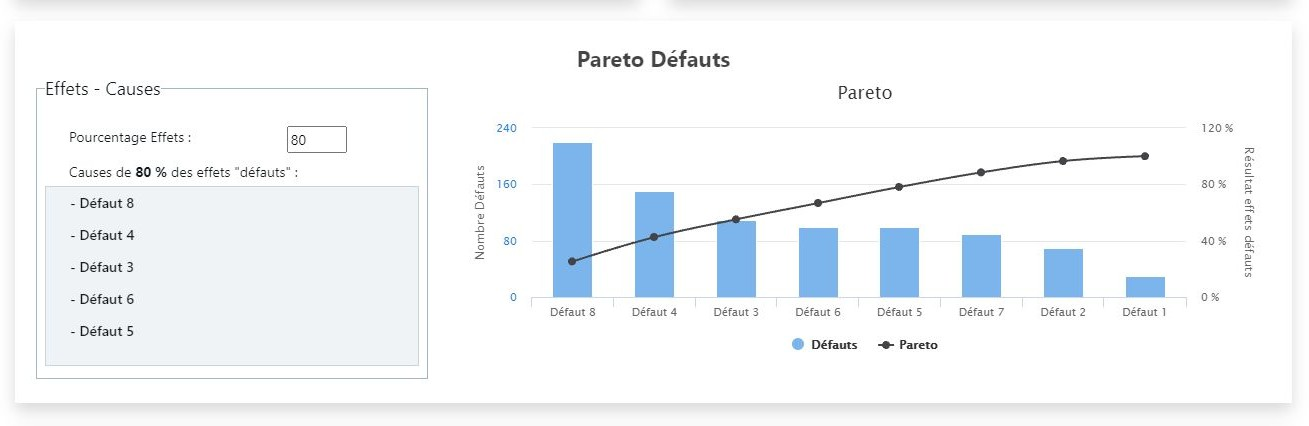 Pareto Défauts
Effets - Causes
Pourcentage Effets :
80
Causes de 80 % des effets "défauts" :
- Défaut 8
- Défaut 4
- Défaut 3
- Défaut 6
- Défaut 5
Pareto
Nombre Défauts
240
160
80
0
120 %
80 %
40 %
0 %
Résultat effets défauts
Défaut 8
Défaut 4
Défaut 3
Défaut 6
Défaut 5
Défaut 7
Défaut 2
Défaut 1
Défauts
Pareto